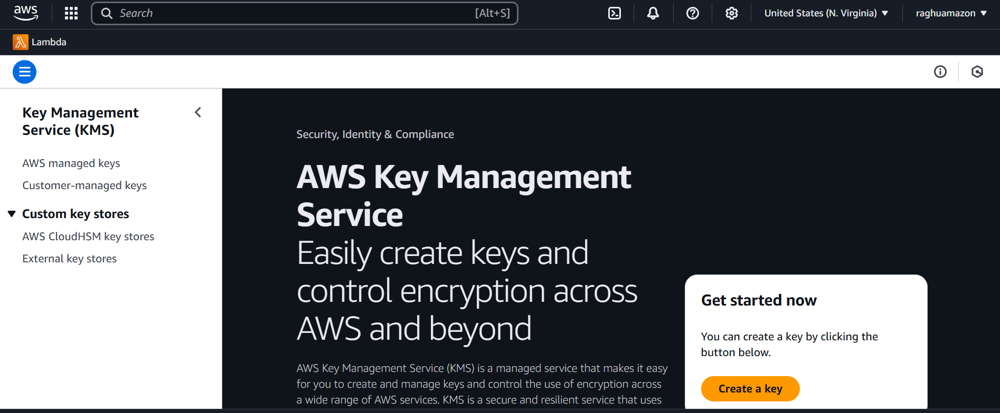 aws
Search [Alt+S]
United States (N. Virginia)
raghuamazon
Lambda
Key Management
Service (KMS)
AWS managed keys
Customer-managed keys
Custom key stores
AWS CloudHSM key stores
External key stores
Security, Identity & Compliance
AWS Key Management
Service
Easily create keys and
control encryption across
AWS and beyond
AWS Key Management Service (KMS) is a managed service that makes it easy
for you to create and manage keys and control the use of encryption across
a wide range of AWS services. KMS is a secure and resilient service that uses
Get started now
You can create a key by clicking the
button below.
Create a key